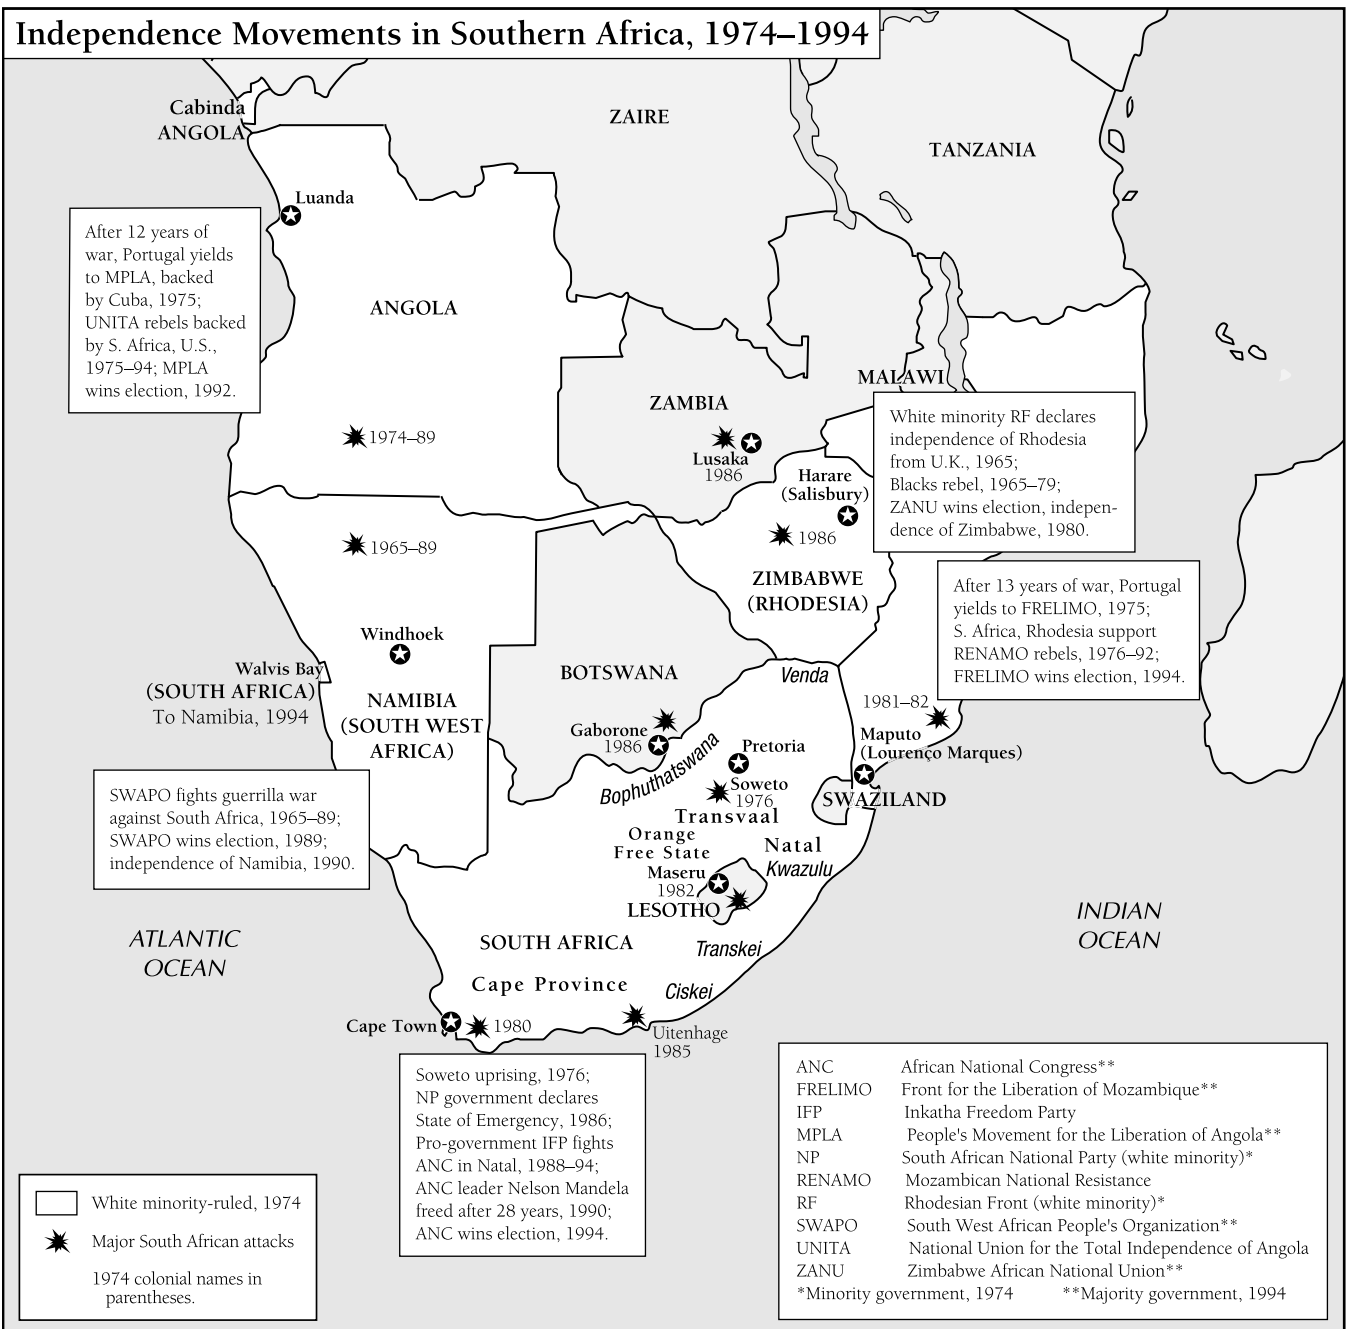 Independence Movements in Southern Africa, 1974–1994
Cabinda
ANGOLA
ZAIRE
TANZANIA
Luanda
After 12 years of
war, Portugal yields
to MPLA, backed
by Cuba, 1975;
UNITA rebels backed
by S. Africa, U.S.,
1975–94; MPLA
wins election, 1992.
ANGOLA
1974–89
ZAMBIA
Lusaka
1986
MALAWI
White minority RF declares
independence of Rhodesia
from U.K., 1965;
Blacks rebel, 1965–79;
ZANU wins election, indepen-
dence of Zimbabwe, 1980.
Harare
(Salisbury)
1986
ZIMBABWE
(RHODESIA)
1965–89
Windhoek
Walvis Bay
(SOUTH AFRICA)
To Namibia, 1994
NAMIBIA
(SOUTH WEST
AFRICA)
BOTSWANA
Gaborone
1986
After 13 years of war, Portugal
yields to FRELIMO, 1975;
S. Africa, Rhodesia support
RENAMO rebels, 1976–92;
FRELIMO wins election, 1994.
Venda
1981–82
Maputo
(Lourenço Marques)
Bophuthatswana
Pretoria
Soweto
1976
Transvaal
SWAZILAND
SWAPO fights guerrilla war
against South Africa, 1965–89;
SWAPO wins election, 1989;
independence of Namibia, 1990.
Orange
Free State
Natal
Kwazulu
Maseru
1982
LESOTHO
SOUTH AFRICA
Transkei
Cape Province
Ciskei
ATLANTIC
OCEAN
INDIAN
OCEAN
Cape Town
1980
Uitenhage
1985
Soweto uprising, 1976;
NP government declares
State of Emergency, 1986;
Pro-government IFP fights
ANC in Natal, 1988–94;
ANC leader Nelson Mandela
freed after 28 years, 1990;
ANC wins election, 1994.
White minority-ruled, 1974
Major South African attacks
1974 colonial names in
parentheses.
ANC African National Congress**
FRELIMO Front for the Liberation of Mozambique**
IFP Inkatha Freedom Party
MPLA People's Movement for the Liberation of Angola**
NP South African National Party (white minority)*
RENAMO Mozambican National Resistance
RF Rhodesian Front (white minority)*
SWAPO South West African People's Organization**
UNITA National Union for the Total Independence of Angola
ZANU Zimbabwe African National Union**
*Minority government, 1974 **Majority government, 1994